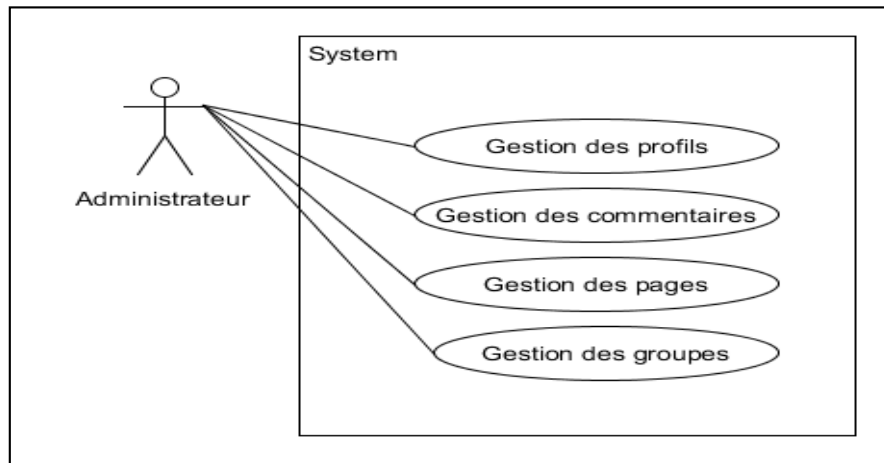 System
Gestion des profils
Administrateur
Gestion des commentaires
Gestion des pages
Gestion des groupes